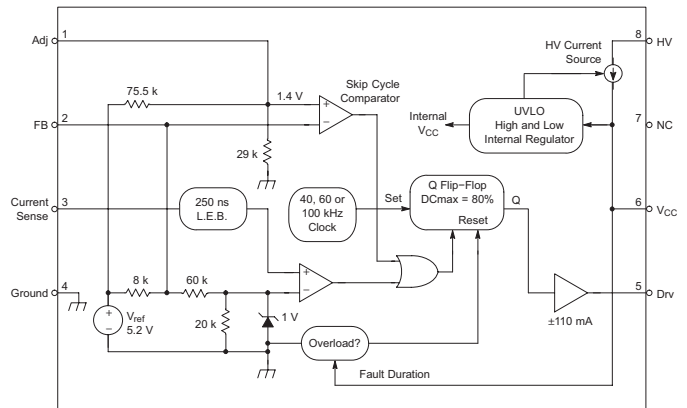 Adj 1
8 HV
HV Current
Source
75.5 k
1.4 V
Skip Cycle
Comparator
+
−
FB 2
Internal
VCC
UVLO
High and Low
Internal Regulator
7 NC
29 k
Current
Sense
3
250 ns
L.E.B.
40, 60 or
100 kHz
Clock
Set
Q Flip−Flop
DCmax = 80%
Reset
Q
6 VCC
Ground 4
8 k
60 k
+
−
5 Drv
+
−
Vref
5.2 V
20 k
1 V
±110 mA
Overload?
Fault Duration